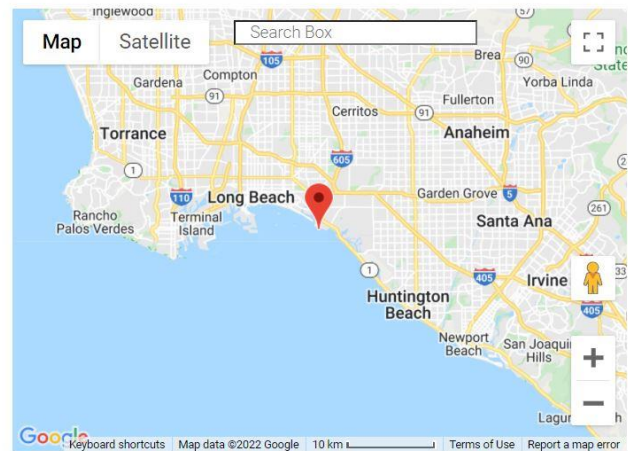 Inglewood
57
Map
Satellite
Search Box
Brea
90
State
105
Compton
Gardena
91
Yorba Linda
Fullerton
Cerritos
91
Torrance
Anaheim
605
1
110
Long Beach
Garden Grove
5
261
Rancho
Palos Verdes
Terminal
Island
Santa Ana
133
1
405
Irvine
Huntington
Beach
405
Newport
Beach
San Joaquin
Hills
Google
Keyboard shortcuts
Map data ©2022 Google
10 km
Terms of Use
Report a map error